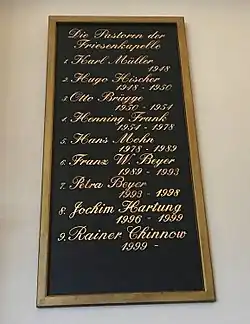 Die Pastoren der
Friesenkapelle
1. Karl Müller
1948
2. Hugo Hischer
1948 - 1950
3. Otto Brügge
1950 - 1954
4. Henning Frank
1954 - 1978
5. Hans Mohn
1978 - 1989
6. Franz W. Beyer
1989 - 1993
7. Petra Beyer
1993 - 1998
8. Jochim Hartung
1996 - 1999
9. Rainer Chinnow
1999 -